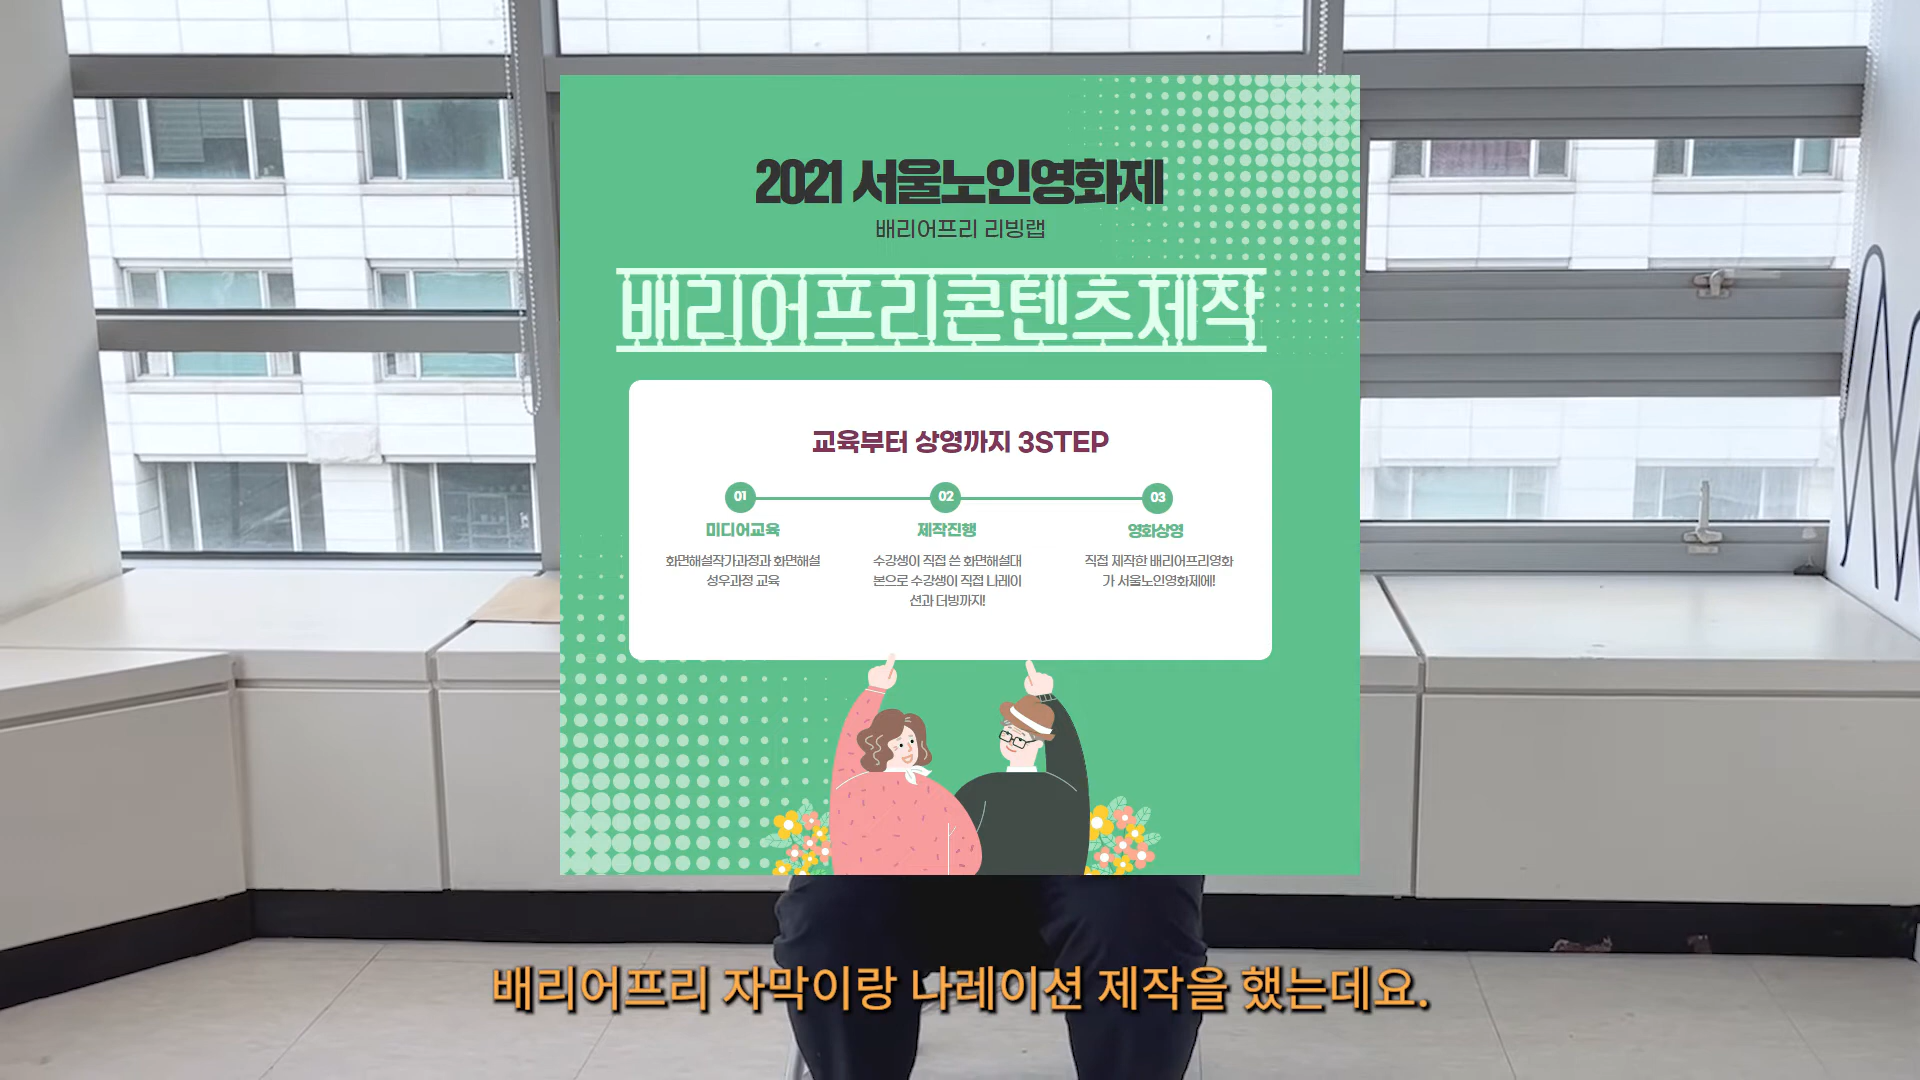 2021 서울노인영화제
배리어프리 리빙랩
배리어프리콘텐츠제작
교육부터 상영까지 3STEP
01
미디어교육
화면해설작가과정과 화면해설
성우과정 교육
02
제작진행
수강생이 직접 쓴 화면해설대
본으로 수강생이 직접 나레이
션과 더빙까지!
03
영화상영
직접 제작한 배리어프리영화
가 서울노인영화제에!
배리어프리 자막이랑 나레이션 제작을 했는데요.